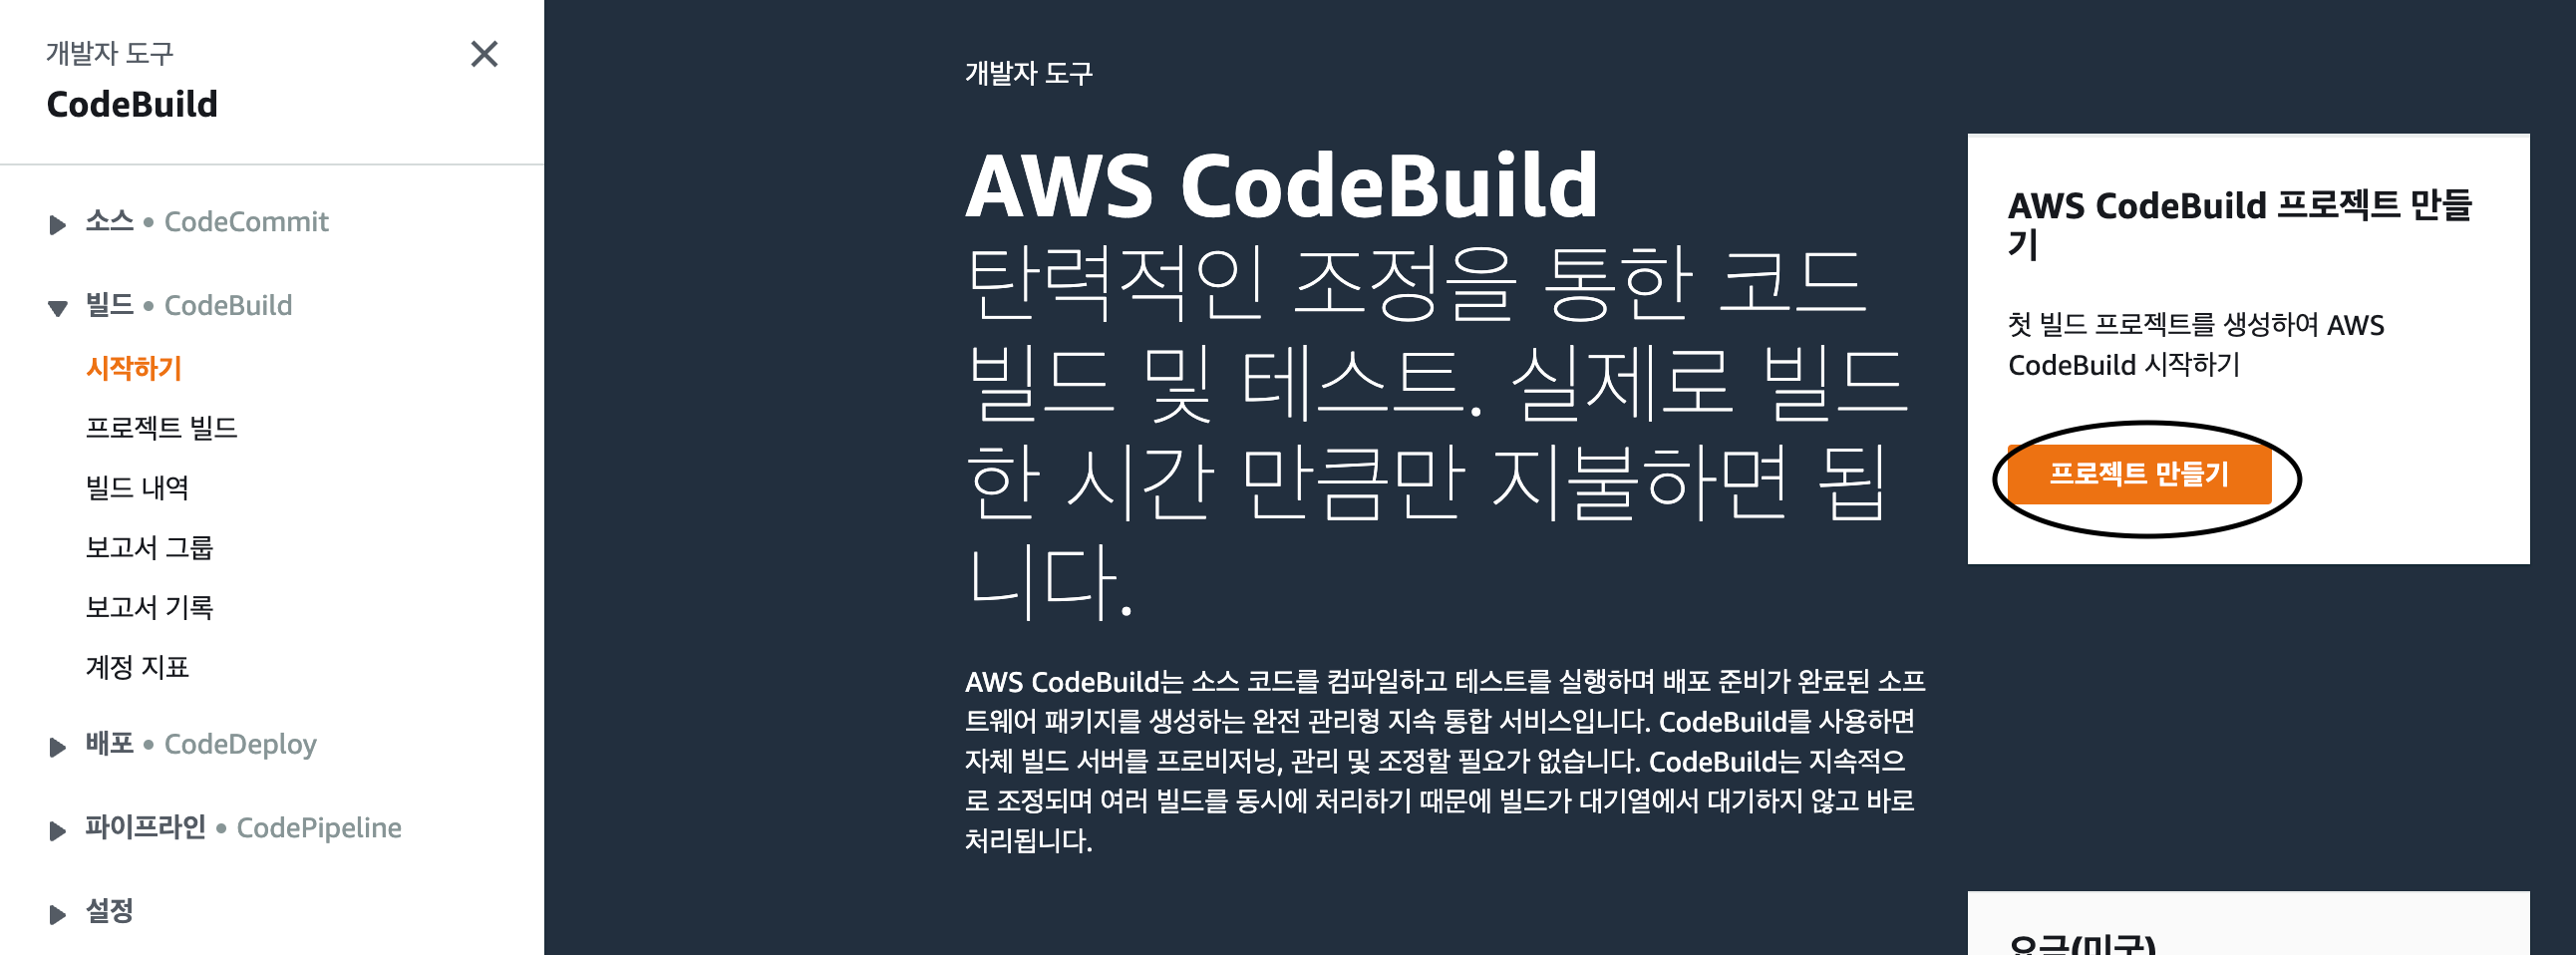 개발자 도구
CodeBuild
소스 • CodeCommit
빌드 • CodeBuild
시작하기
프로젝트 빌드
빌드 내역
보고서 그룹
보고서 기록
계정 지표
배포 • CodeDeploy
파이프라인 • CodePipeline
설정
개발자 도구
AWS CodeBuild
탄력적인 조정을 통한 코드
빌드 및 테스트. 실제로 빌드
한 시간 만큼만 지불하면 됩
니다.
AWS CodeBuild는 소스 코드를 컴파일하고 테스트를 실행하며 배포 준비가 완료된 소프
트웨어 패키지를 생성하는 완전 관리형 지속 통합 서비스입니다. CodeBuild를 사용하면
자체 빌드 서버를 프로비저닝, 관리 및 조정할 필요가 없습니다. CodeBuild는 지속적으
로 조정되며 여러 빌드를 동시에 처리하기 때문에 빌드가 대기열에서 대기하지 않고 바로
처리됩니다.
AWS CodeBuild 프로젝트 만들
기
첫 빌드 프로젝트를 생성하여 AWS
CodeBuild 시작하기
프로젝트 만들기
요금(미국)